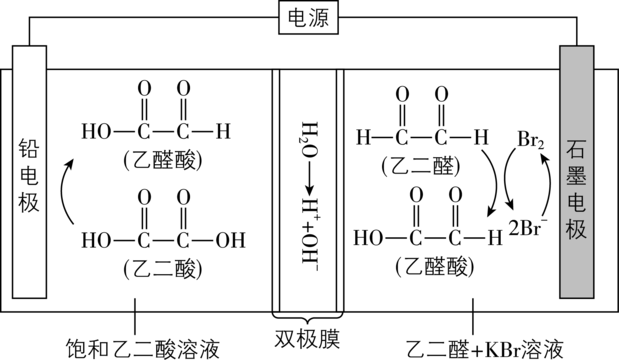 电源
铅电极
O O
HO—C—C—H
(乙醛酸)
O O
HO—C—C—OH
(乙二酸)
H₂O→H⁺+OH⁻
O O
H—C—C—H
(乙二醛)
O O
HO—C—C—H
(乙醛酸)
Br₂
2Br⁻
石墨电极
饱和乙二酸溶液
双极膜
乙二醛+KBr溶液